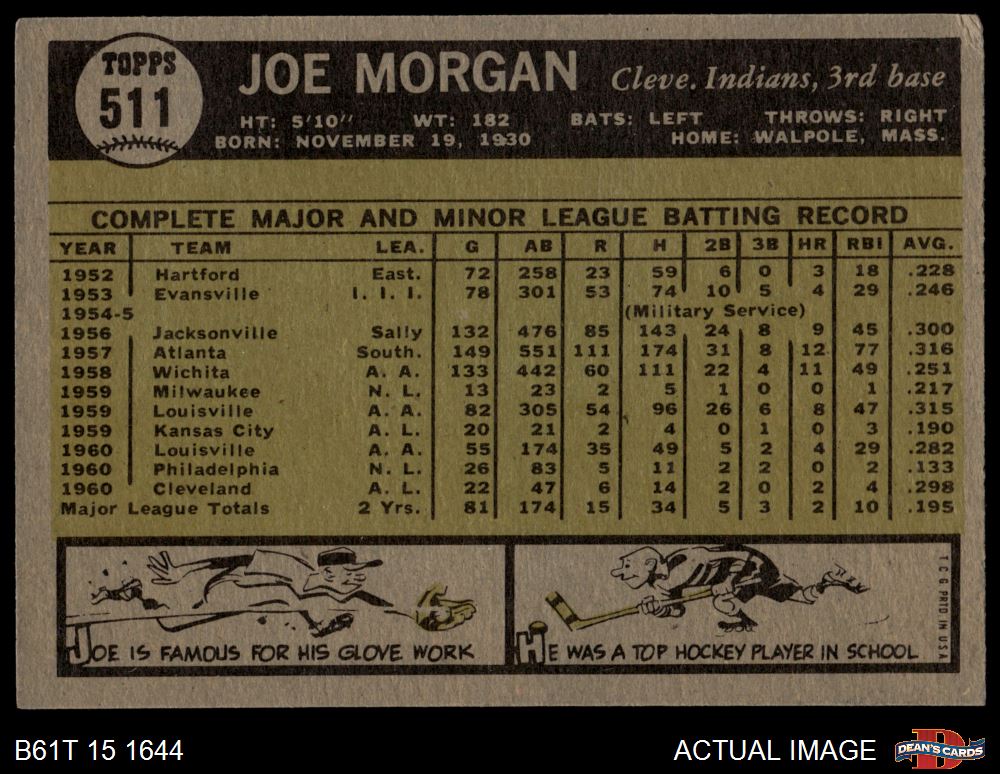 TOPPS
511
JOE MORGAN Cleve. Indians, 3rd base
HT: 5'10" WT: 182 BATS: LEFT THROWS: RIGHT
BORN: NOVEMBER 19, 1930 HOME: WALPOLE, MASS.
COMPLETE MAJOR AND MINOR LEAGUE BATTING RECORD
YEAR TEAM LEA. G AB R H 2B 3B HR RBI AVG.
1952 Hartford East. 72 258 23 59 6 0 3 18 .228
1953 Evansville I. I. I. 78 301 53 74 10 5 4 29 .246
1954-5 (Military Service)
1956 Jacksonville Sally 132 476 85 143 24 8 9 45 .300
1957 Atlanta South. 149 551 111 174 31 8 12 77 .316
1958 Wichita A. A. 133 442 60 111 22 4 11 49 .251
1959 Milwaukee N. L. 13 23 2 5 1 0 0 1 .217
1959 Louisville A. A. 82 305 54 96 26 6 8 47 .315
1959 Kansas City A. L. 20 21 2 4 0 1 0 3 .190
1960 Louisville A. A. 55 174 35 49 5 2 4 29 .282
1960 Philadelphia N. L. 26 83 5 11 2 2 0 2 .133
1960 Cleveland A. L. 22 47 6 14 2 0 2 4 .298
Major League Totals 2 Yrs. 81 174 15 34 5 3 2 10 .195
JOE IS FAMOUS FOR HIS GLOVE WORK
HE WAS A TOP HOCKEY PLAYER IN SCHOOL
T.C.G. PRTD. IN U.S.A.
B61T 15 1644 ACTUAL IMAGE DEAN'S CARDS